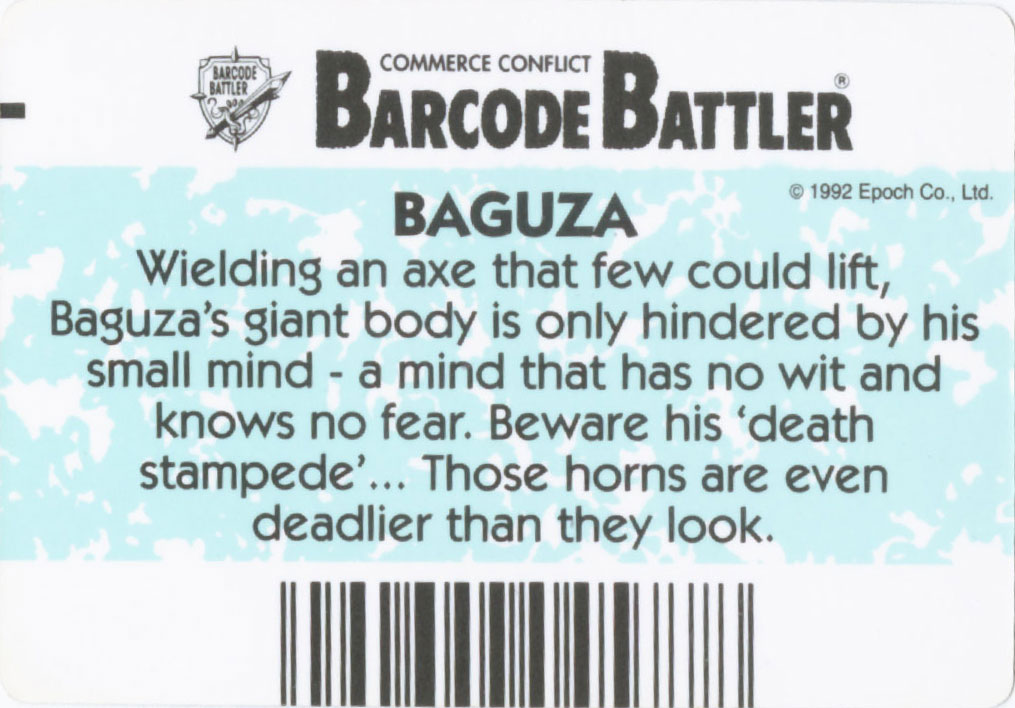 BARCODE
BATTLER
COMMERCE CONFLICT
BARCODE BATTLER®
© 1992 Epoch Co., Ltd.
BAGUZA
Wielding an axe that few could lift,
Baguza's giant body is only hindered by his
small mind - a mind that has no wit and
knows no fear. Beware his ‘death
stampede’... Those horns are even
deadlier than they look.